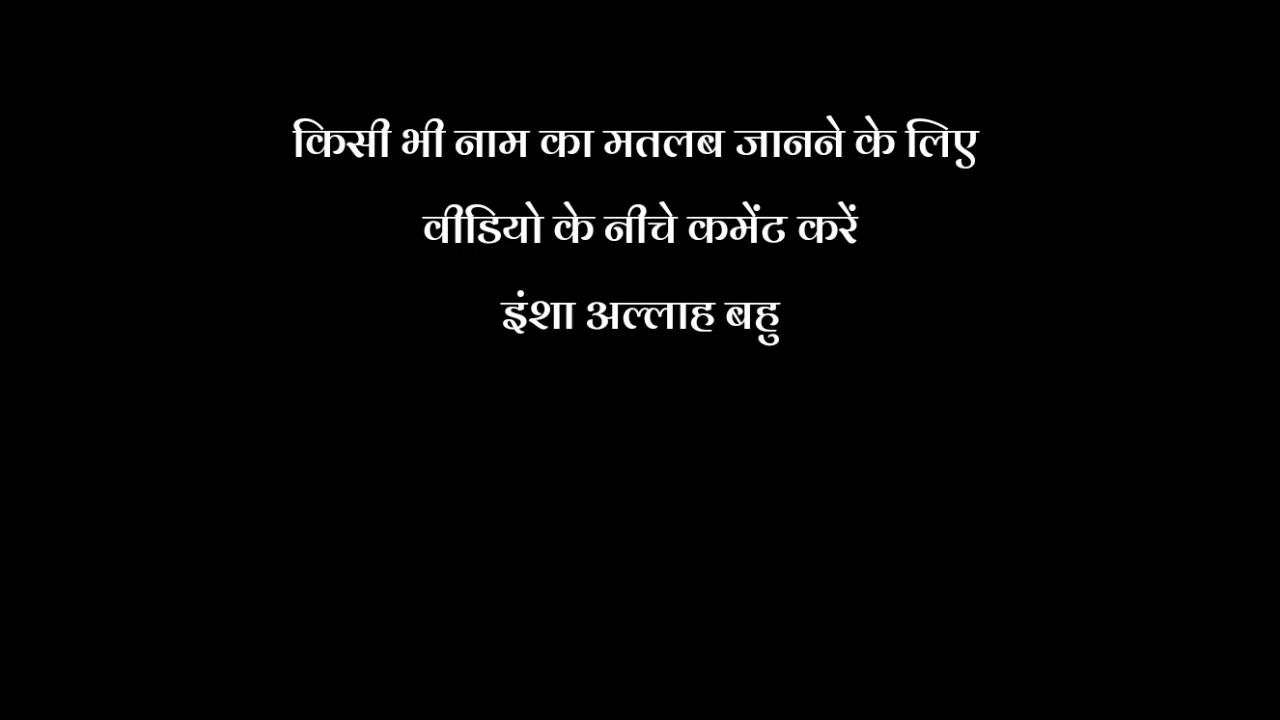 किसी भी नाम का मतलब जानने के लिए
वीडियो के नीचे कमेंट करें
इंशा अल्लाह बहु